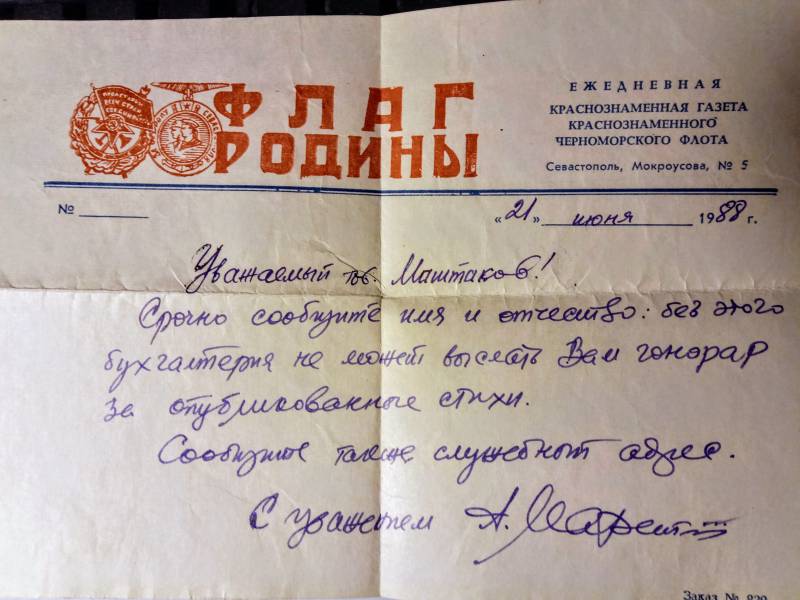 ФЛАГ
РОДИНЫ
ЕЖЕДНЕВНАЯ
КРАСНОЗНАМЕННАЯ ГАЗЕТА
КРАСНОЗНАМЕННОГО
ЧЕРНОМОРСКОГО ФЛОТА
Севастополь, Мокроусова, № 5
№
«21» июня 1988 г.
Уважаемый тов. Маштаков!
Срочно сообщите имя и отчество: без этого
бухгалтерия не может выслать Вам гонорар
за опубликованные стихи.
Сообщите также служебный адрес.
С уважением А.
Заказ №